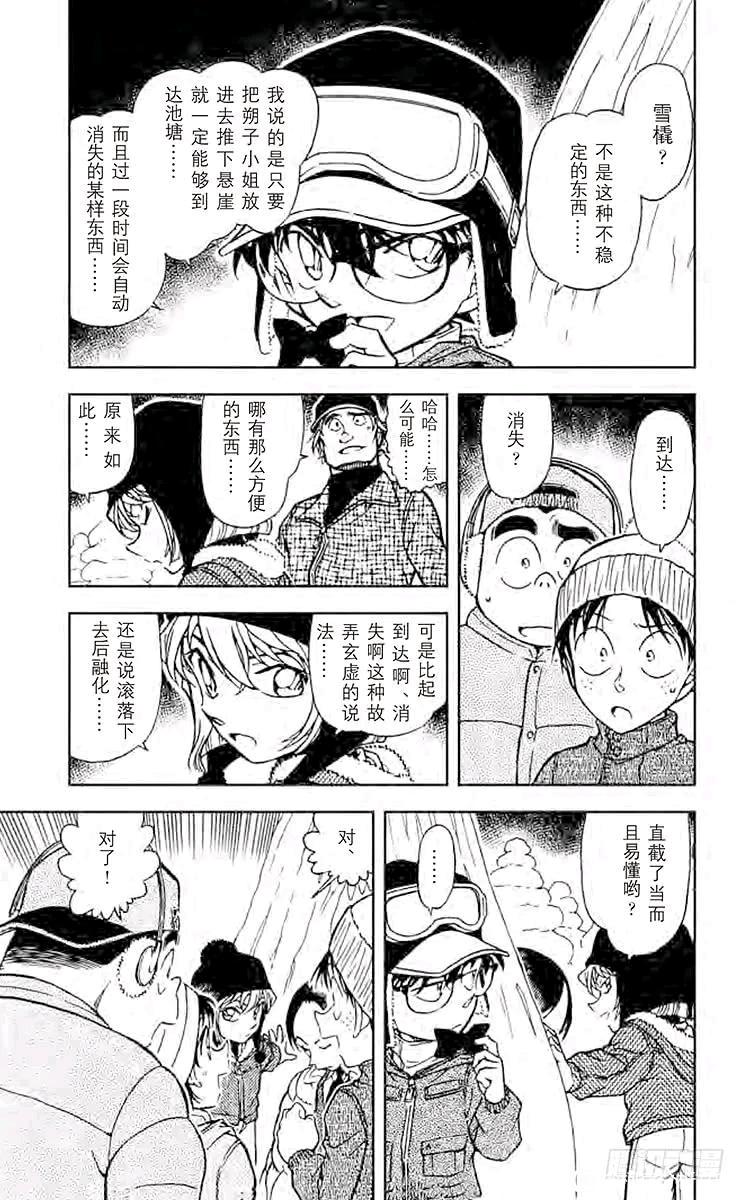 雪橇？
不是这种不稳
定的东西……
我说的是只要
把朔子小姐放
进去推下悬崖
就一定能够到
达池塘……
而且过一段时间会自动
消失的某样东西……
到达……
消失？
哈哈……怎
么可能……
哪有那么方便
的东西……
原来如
此……
可是比起
到达啊、消
失啊这种故
弄玄虚的说
法……
还是说滚落下
去后融化……
直截了当而
且易懂哟？
……
对、
对了！